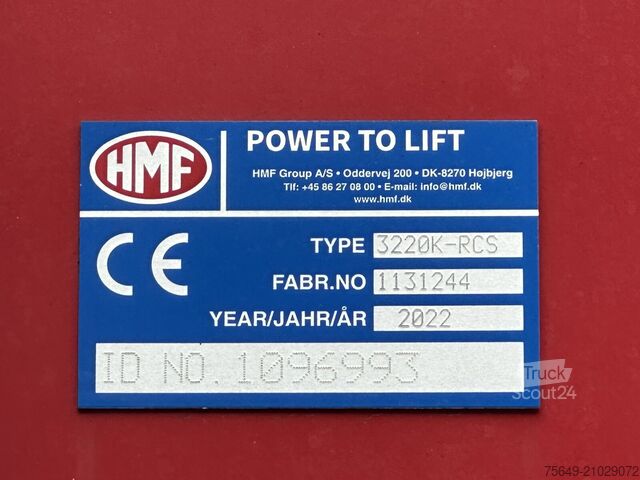 HMF
POWER TO LIFT
HMF Group A/S • Oddervej 200 • DK-8270 Højbjerg
Tlf: +45 86 27 08 00 • E-mail: info@hmf.dk
www.hmf.dk
CE
TYPE 3220K-RCS
FABR.NO 1131244
YEAR/JAHR/ÅR 2022
ID NO. 1096993
Truck
Scout24
75649-21029072